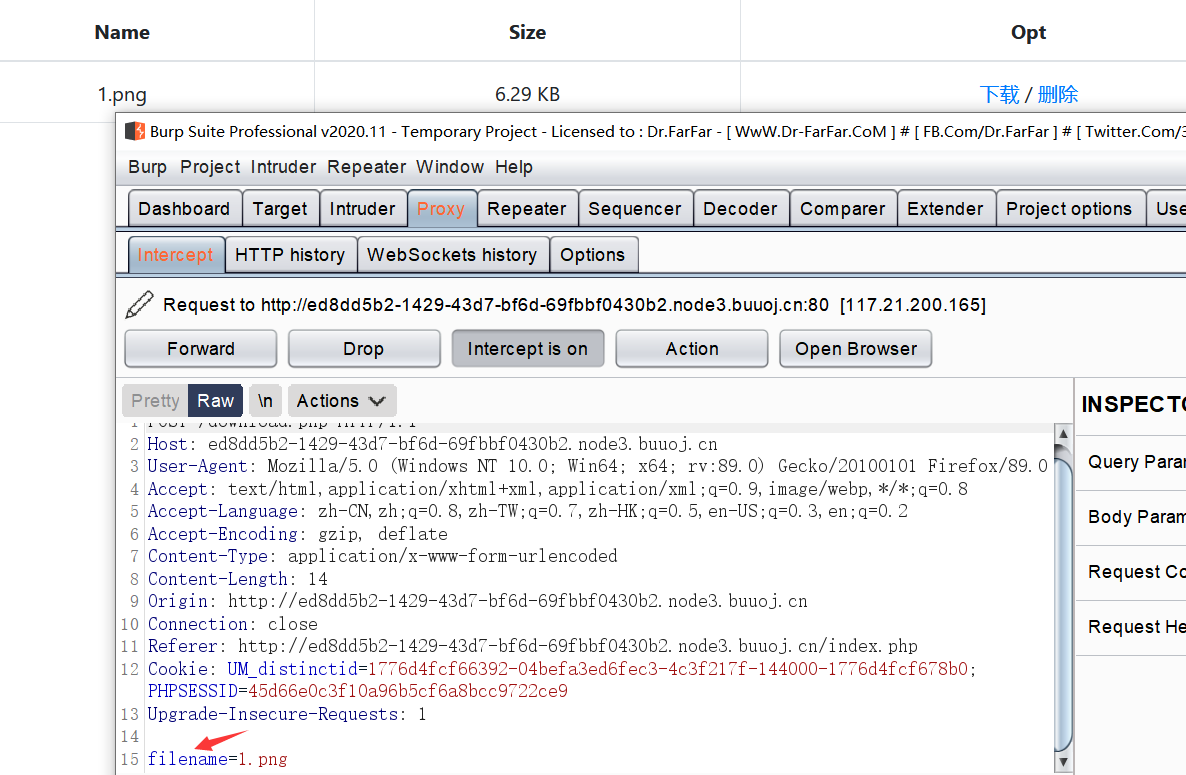 Name Size Opt
1.png 6.29 KB 下载 / 删除
Burp Suite Professional v2020.11 - Temporary Project - Licensed to : Dr.FarFar - [ WwW.Dr-FarFar.CoM ] # [ FB.Com/Dr.FarFar ] # [ Twitter.Com/3
Burp Project Intruder Repeater Window Help
Dashboard Target Intruder Proxy Repeater Sequencer Decoder Comparer Extender Project options Use
Intercept HTTP history WebSockets history Options
Request to http://ed8dd5b2-1429-43d7-bf6d-69fbbf0430b2.node3.buuoj.cn:80 [117.21.200.165]
Forward Drop Intercept is on Action Open Browser
Pretty Raw \n Actions
INSPECTO
1 POST /download.php HTTP/1.1
2 Host: ed8dd5b2-1429-43d7-bf6d-69fbbf0430b2.node3.buuoj.cn
3 User-Agent: Mozilla/5.0 (Windows NT 10.0; Win64; x64; rv:89.0) Gecko/20100101 Firefox/89.0
4 Accept: text/html,application/xhtml+xml,application/xml;q=0.9,image/webp,*/*;q=0.8
5 Accept-Language: zh-CN,zh;q=0.8,zh-TW;q=0.7,zh-HK;q=0.5,en-US;q=0.3,en;q=0.2
6 Accept-Encoding: gzip, deflate
7 Content-Type: application/x-www-form-urlencoded
8 Content-Length: 14
9 Origin: http://ed8dd5b2-1429-43d7-bf6d-69fbbf0430b2.node3.buuoj.cn
10 Connection: close
11 Referer: http://ed8dd5b2-1429-43d7-bf6d-69fbbf0430b2.node3.buuoj.cn/index.php
12 Cookie: UM_distinctid=1776d4fcf66392-04befa3ed6fec3-4c3f217f-144000-1776d4fcf678b0;
PHPSESSID=45d66e0c3f10a96b5cf6a8bcc9722ce9
13 Upgrade-Insecure-Requests: 1
14
15 filename=1.png
Query Parar
Body Param
Request Co
Request He